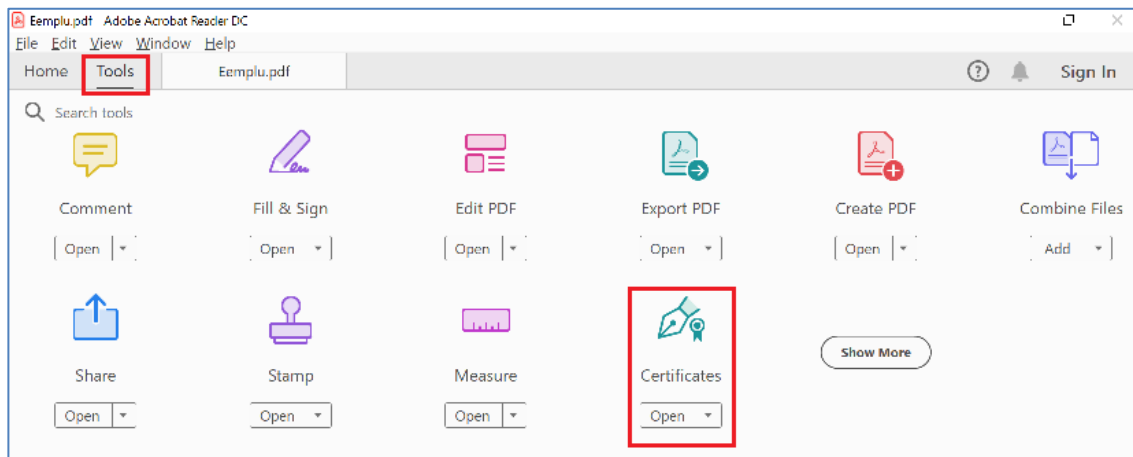 Eemplu.pdf Adobe Acrobat Reader DC
File Edit View Window Help
Home Tools Eemplu.pdf Sign In
Search tools
Comment Fill & Sign Edit PDF Export PDF Create PDF Combine Files
Open Open Open Open Open Add
Share Stamp Measure Certificates Show More
Open Open Open Open